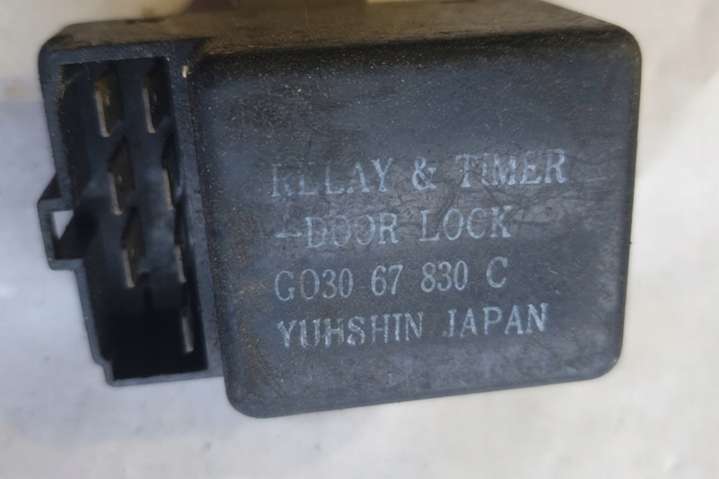 RELAY & TIMER
-DOOR LOCK
G030 67 830 C
YUHSHIN JAPAN